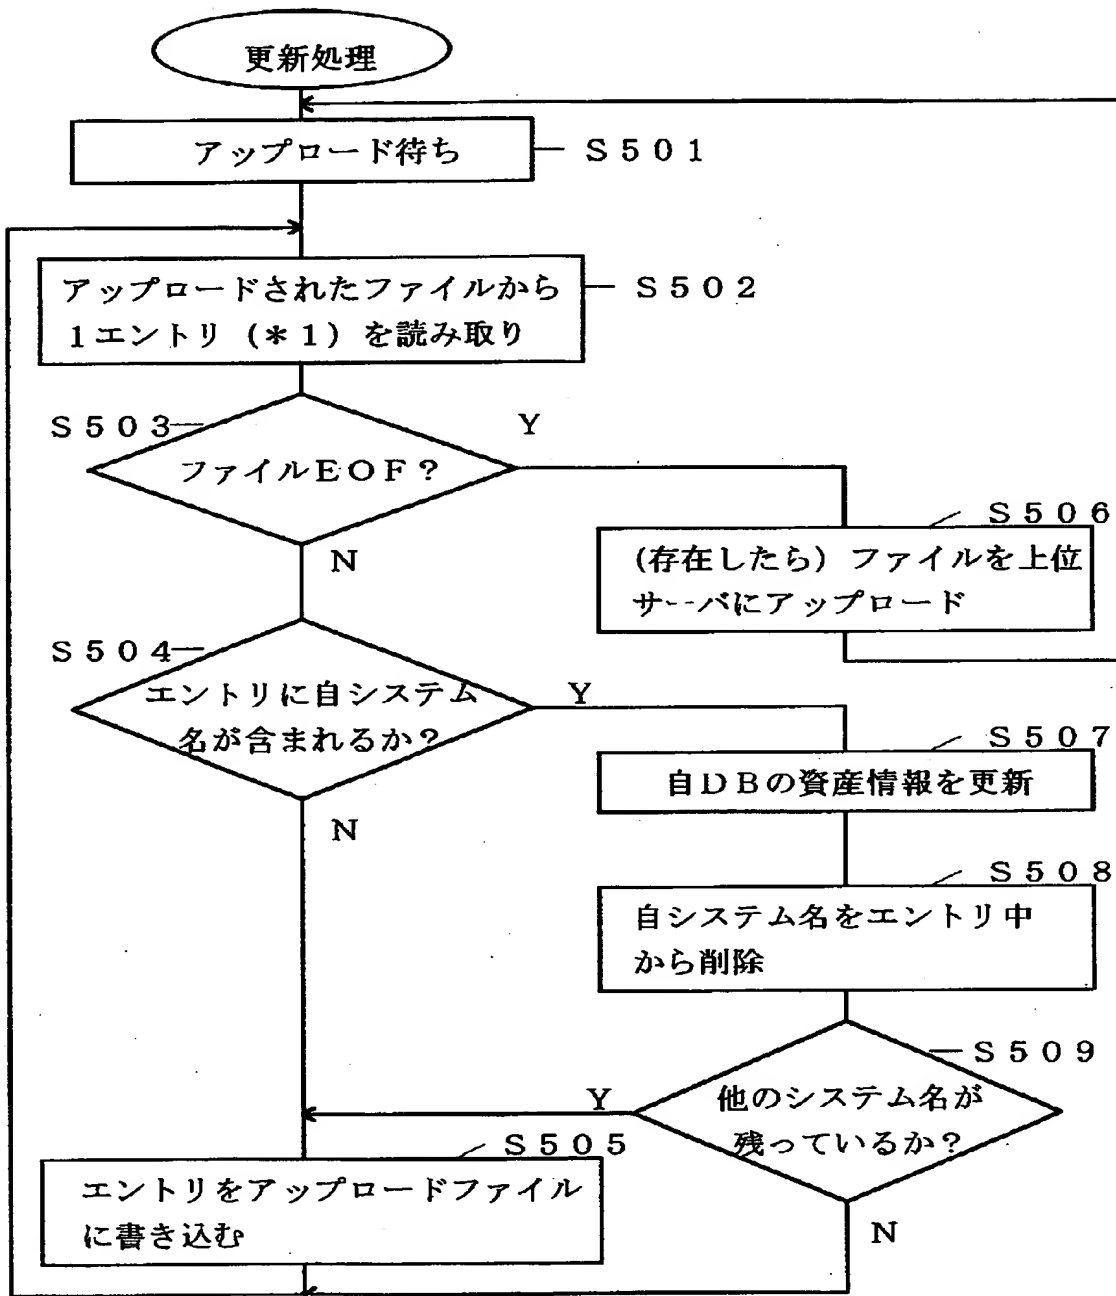 更新処理
アップロード待ち
S501
アップロードされたファイルから
1エントリ (*1) を読み取り
S502
S503
ファイルEOF?
Y
N
S506
(存在したら) ファイルを上位
サーバにアップロード
S504
エントリに自システム
名が含まれるか?
Y
N
S507
自DBの資産情報を更新
S508
自システム名をエントリ中
から削除
S509
他のシステム名が
残っているか?
Y
N
S505
エントリをアップロードファイル
に書き込む